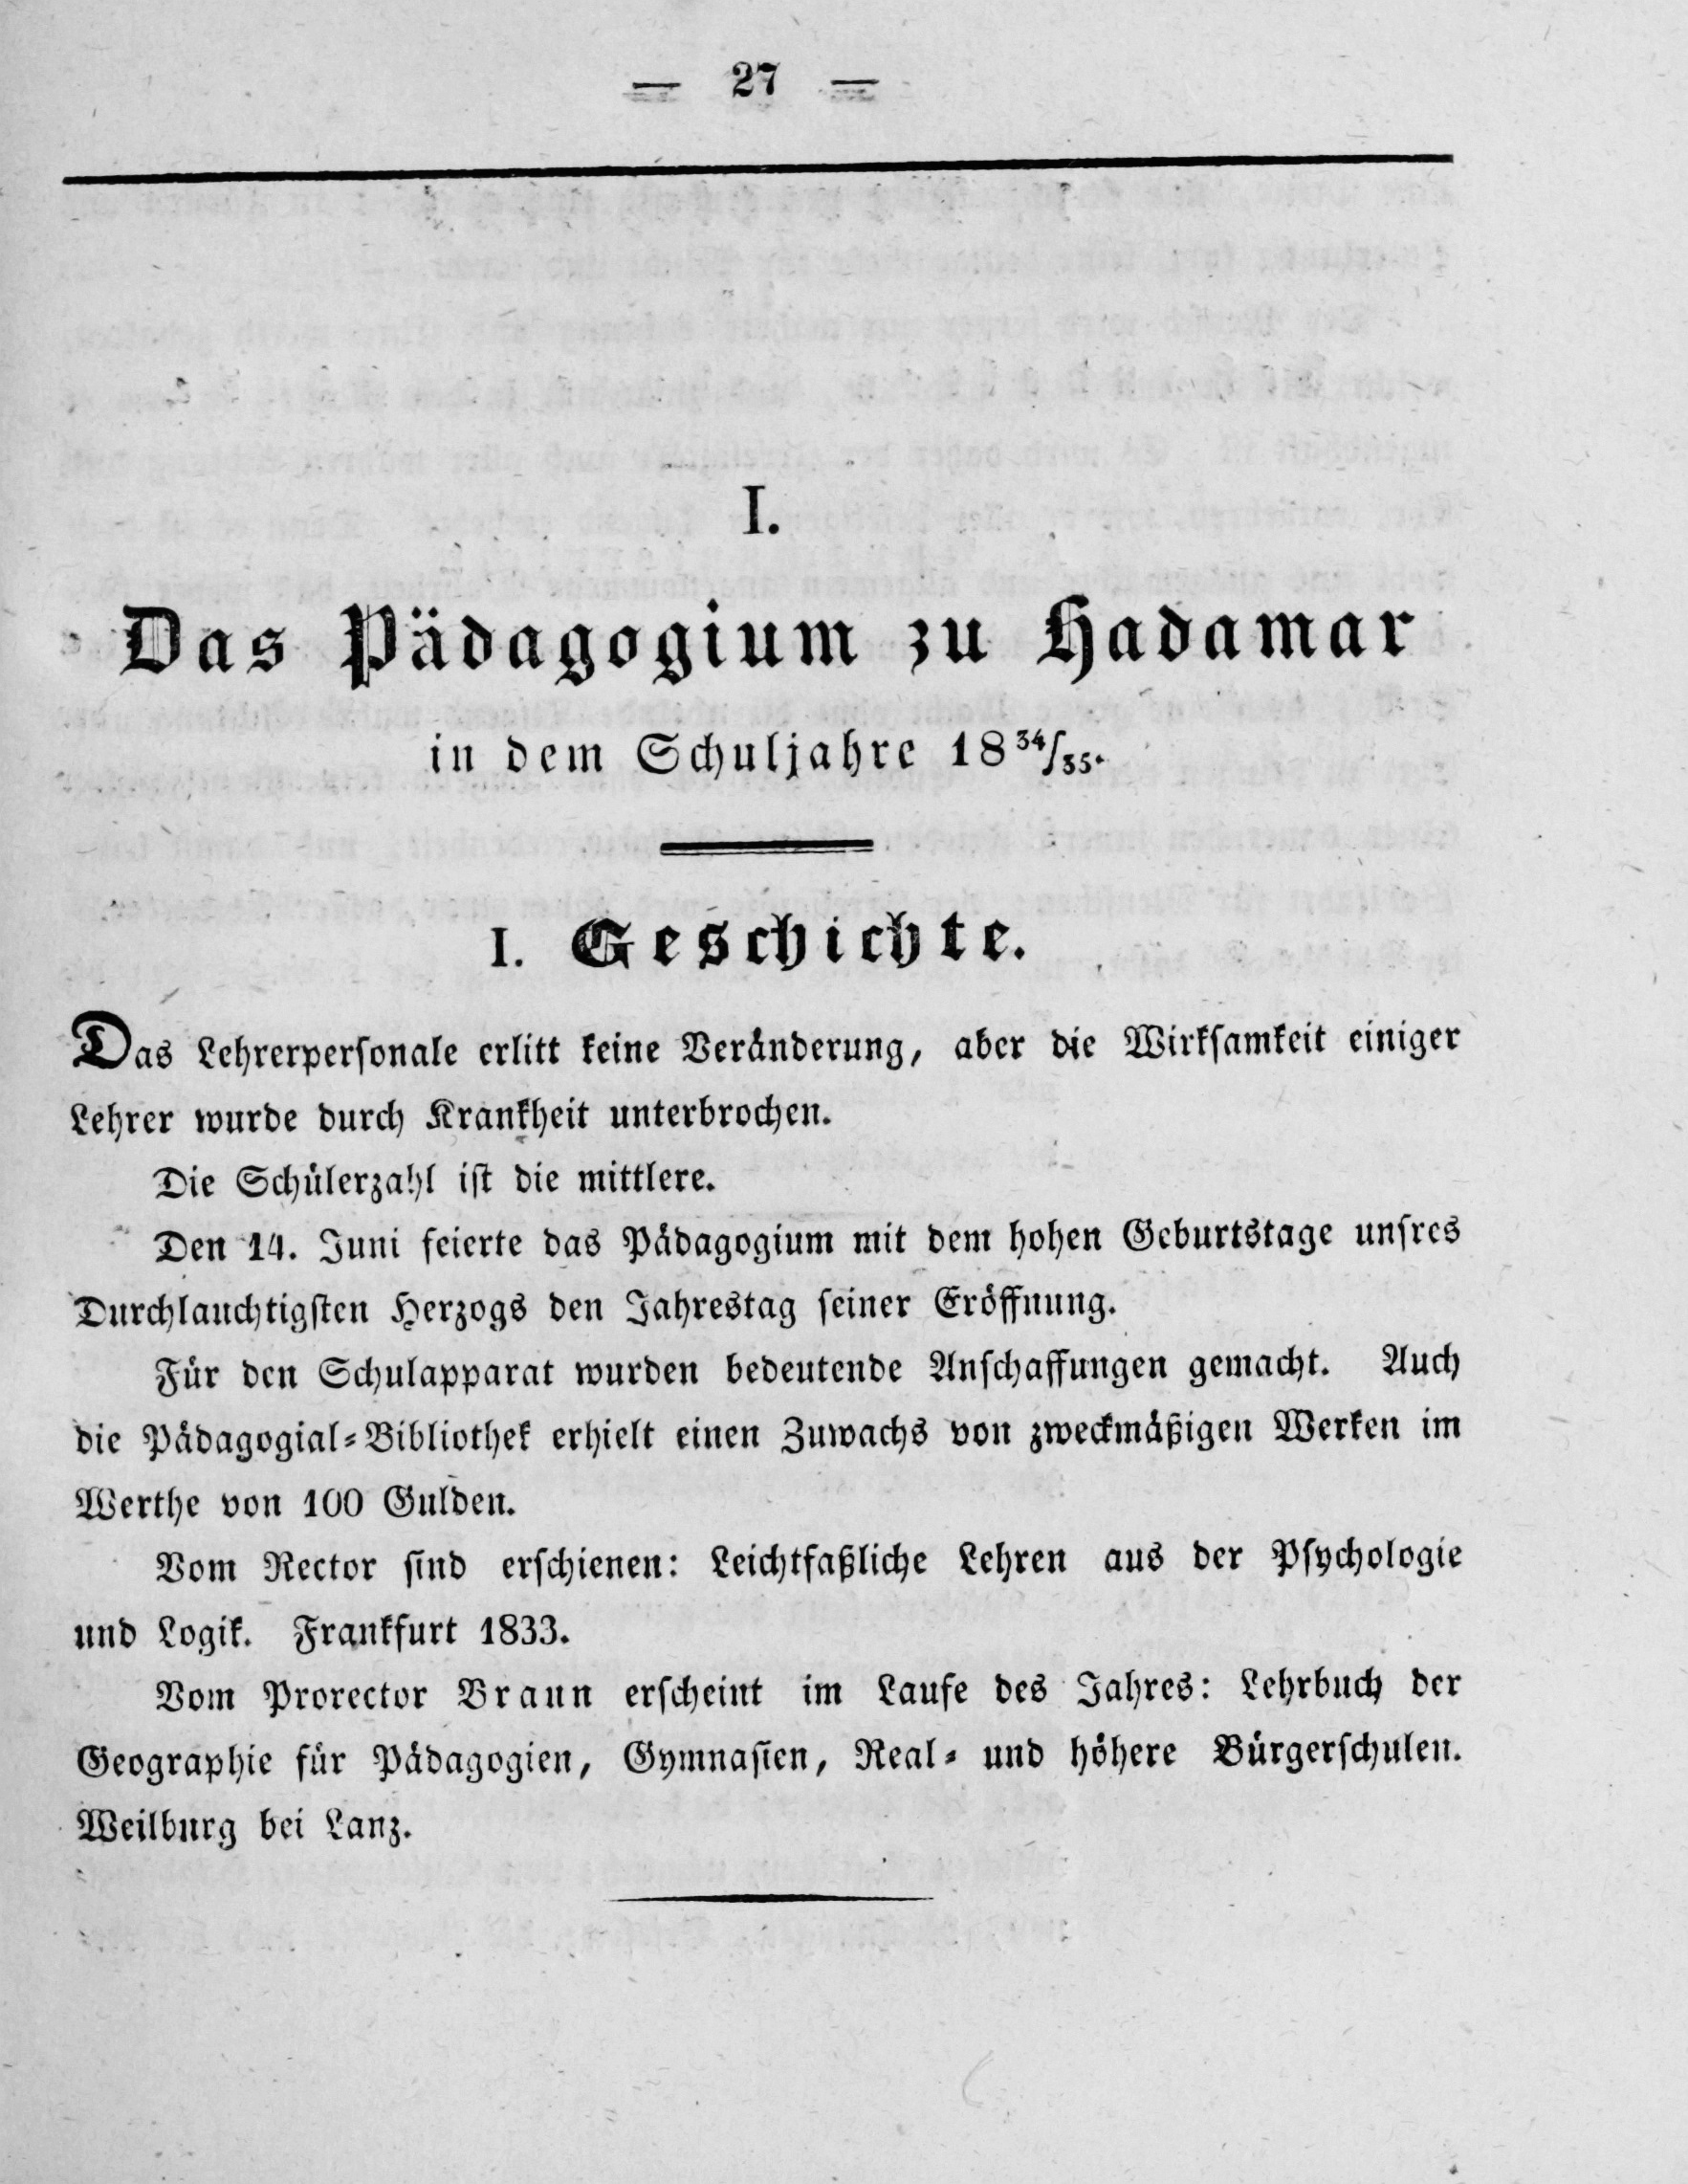 — 27 —
I.
Das Pädagogium zu Hadamar
in dem Schuljahre 18 34/35.
I. Geschichte.
Das Lehrerpersonale erlitt keine Veränderung, aber die Wirksamkeit einiger
Lehrer wurde durch Krankheit unterbrochen.
Die Schülerzahl ist die mittlere.
Den 14. Juni feierte das Pädagogium mit dem hohen Geburtstage unsres
Durchlauchtigsten Herzogs den Jahrestag seiner Eröffnung.
Für den Schulapparat wurden bedeutende Anschaffungen gemacht. Auch
die Pädagogial-Bibliothek erhielt einen Zuwachs von zweckmäßigen Werken im
Werthe von 100 Gulden.
Vom Rector sind erschienen: Leichtfaßliche Lehren aus der Psychologie
und Logik. Frankfurt 1833.
Vom Prorector Braun erscheint im Laufe des Jahres: Lehrbuch der
Geographie für Pädagogien, Gymnasien, Real- und höhere Bürgerschulen.
Weilburg bei Lanz.